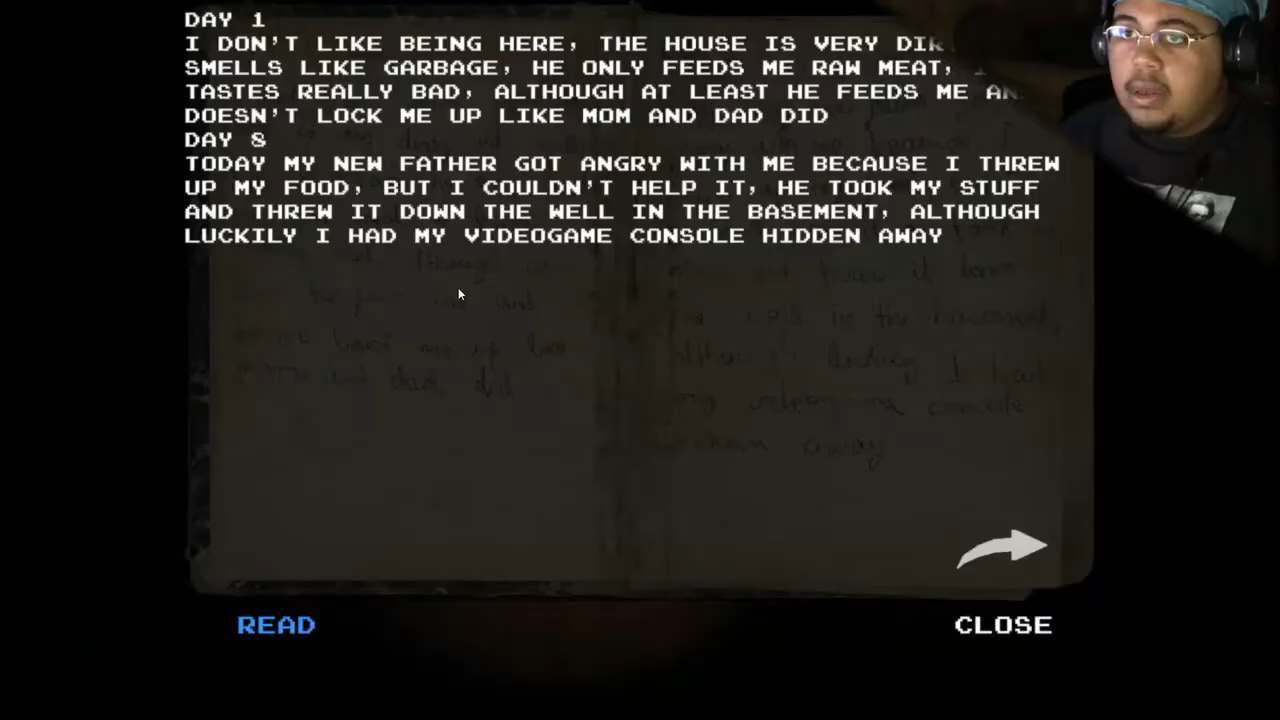 DAY 1
I DON'T LIKE BEING HERE, THE HOUSE IS VERY
SMELLS LIKE GARBAGE, HE ONLY FEEDS ME RAW MEAT,
TASTES REALLY BAD, ALTHOUGH AT LEAST HE FEEDS ME
DOESN'T LOCK ME UP LIKE MOM AND DAD DID
DAY 8
TODAY MY NEW FATHER GOT ANGRY WITH ME BECAUSE I THREW
UP MY FOOD, BUT I COULDN'T HELP IT, HE TOOK MY STUFF
AND THREW IT DOWN THE WELL IN THE BASEMENT, ALTHOUGH
LUCKILY I HAD MY VIDEOGAME CONSOLE HIDDEN AWAY
READ
CLOSE